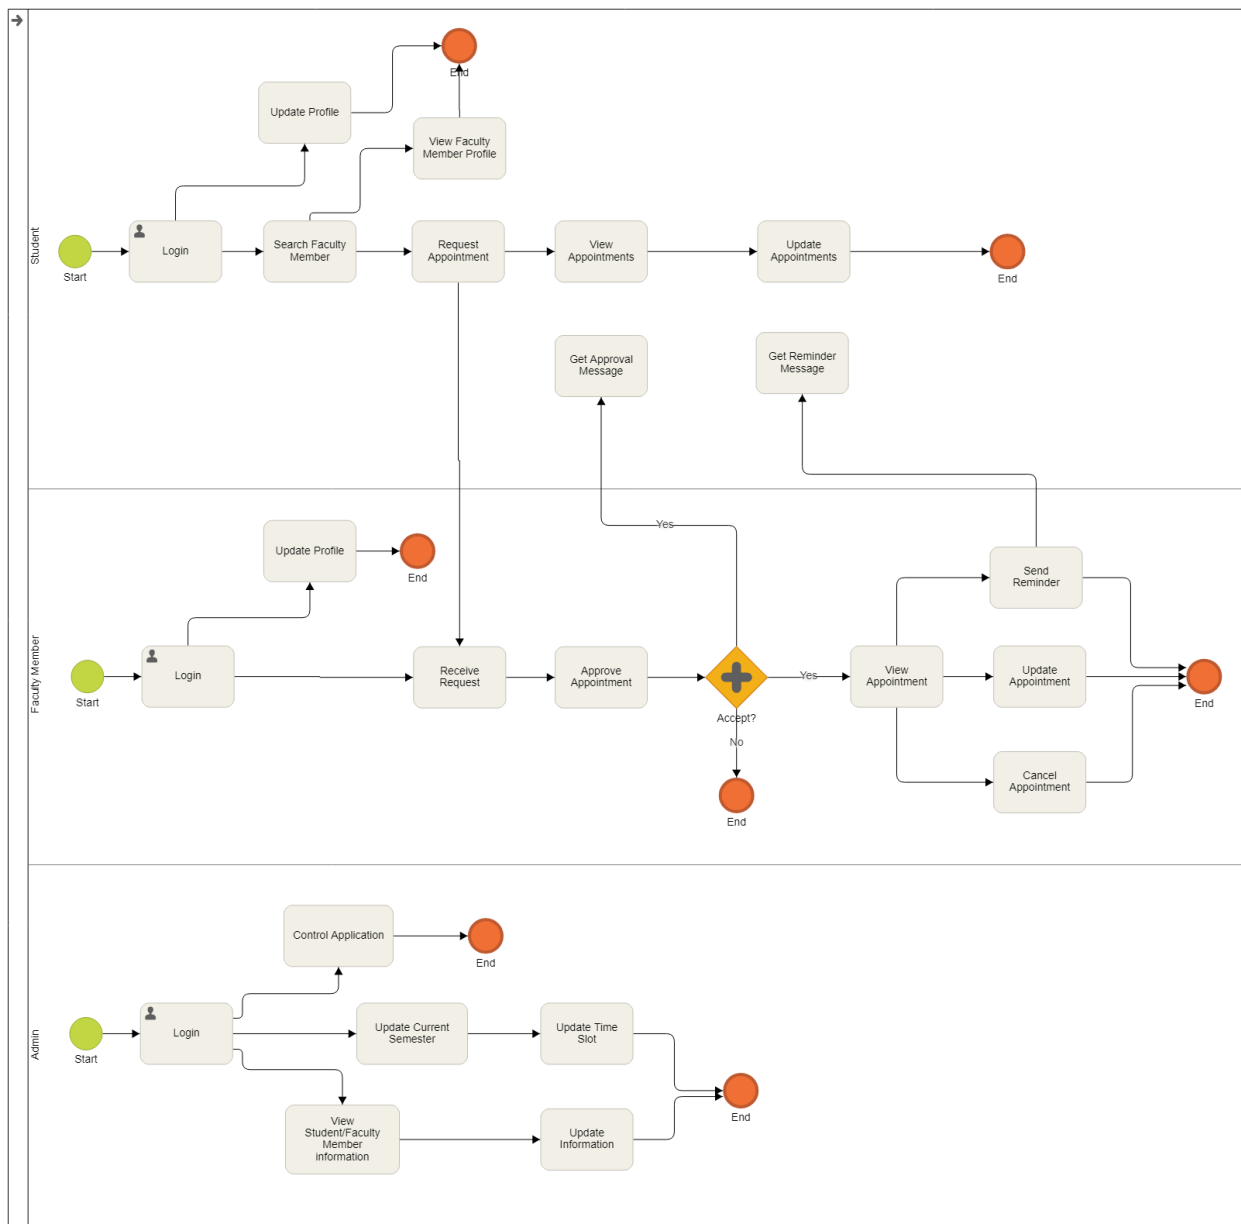 Student
End
Update Profile
View Faculty
Member Profile
Start
Login
Search Faculty
Member
Request
Appointment
View
Appointments
Update
Appointments
End
Get Approval
Message
Get Reminder
Message
Faculty Member
Update Profile
End
Yes
Send
Reminder
Start
Login
Receive
Request
Approve
Appointment
Accept?
Yes
View
Appointment
Update
Appointment
End
No
End
Cancel
Appointment
Admin
Control Application
End
Start
Login
Update Current
Semester
Update Time
Slot
End
View
Student/Faculty
Member
information
Update
Information